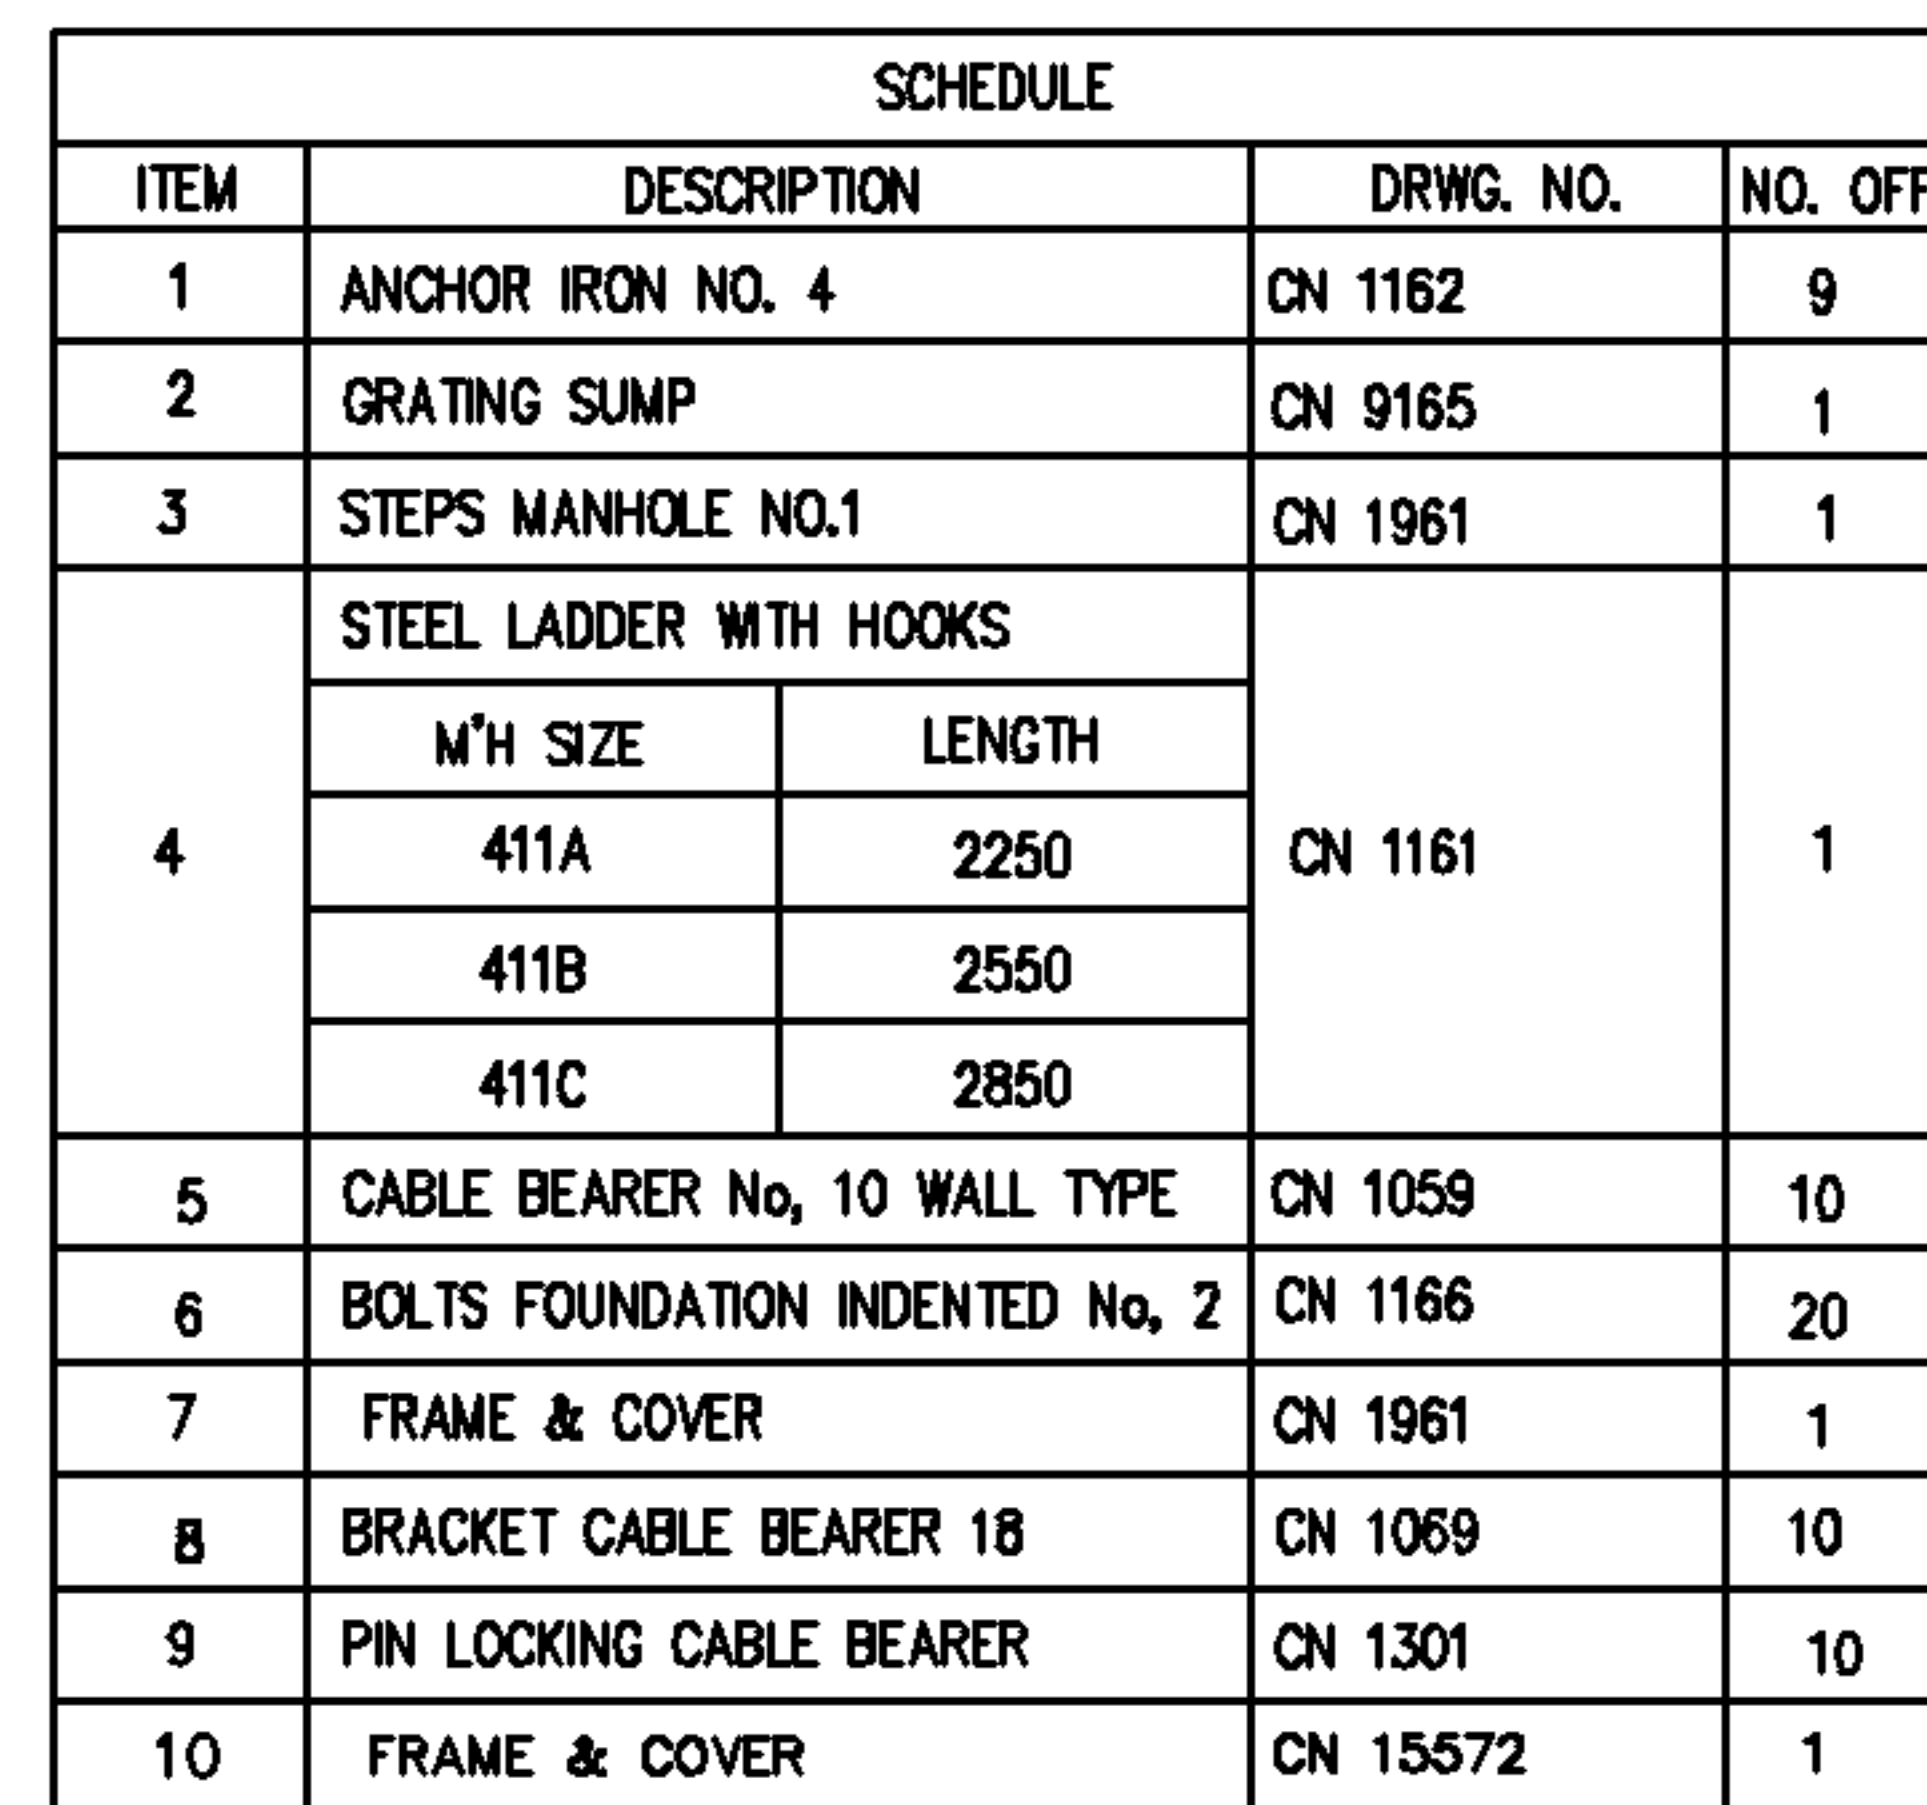 SCHEDULE
ITEM DESCRIPTION DRWG. NO. NO. OFF
1 ANCHOR IRON NO. 4 CN 1162 9
2 GRATING SUMP CN 9165 1
3 STEPS MANHOLE NO.1 CN 1961 1
STEEL LADDER WITH HOOKS
M'H SIZE LENGTH
4 411A 2250 CN 1161 1
411B 2550
411C 2850
5 CABLE BEARER No, 10 WALL TYPE CN 1059 10
6 BOLTS FOUNDATION INDENTED No, 2 CN 1166 20
7 FRAME & COVER CN 1961 1
8 BRACKET CABLE BEARER 18 CN 1069 10
9 PIN LOCKING CABLE BEARER CN 1301 10
10 FRAME & COVER CN 15572 1